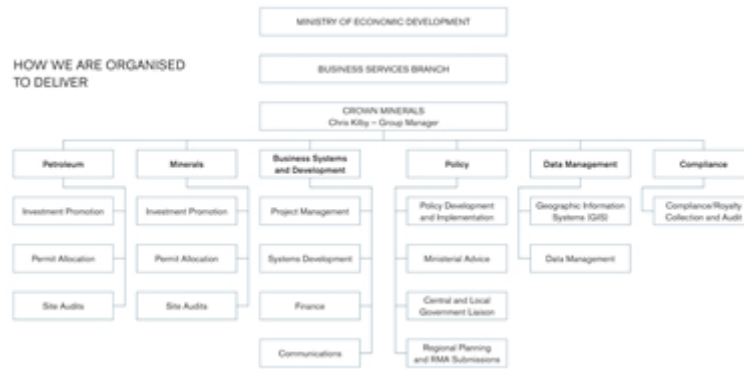 MINISTRY OF ECONOMIC DEVELOPMENT
HOW WE ARE ORGANISED
TO DELIVER
BUSINESS SERVICES BRANCH
CROWN MINERALS
Chris Kilby – Group Manager
Petroleum
Minerals
Business Systems
and Development
Policy
Data Management
Compliance
Investment Promotion
Investment Promotion
Project Management
Policy Development
and Implementation
Geographic Information
Systems (GIS)
Compliance/Royalty
Collection and Audit
Permit Allocation
Permit Allocation
Systems Development
Ministerial Advice
Data Management
Site Audits
Site Audits
Finance
Central and Local
Government Liaison
Communications
Regional Planning
and RMA Submissions